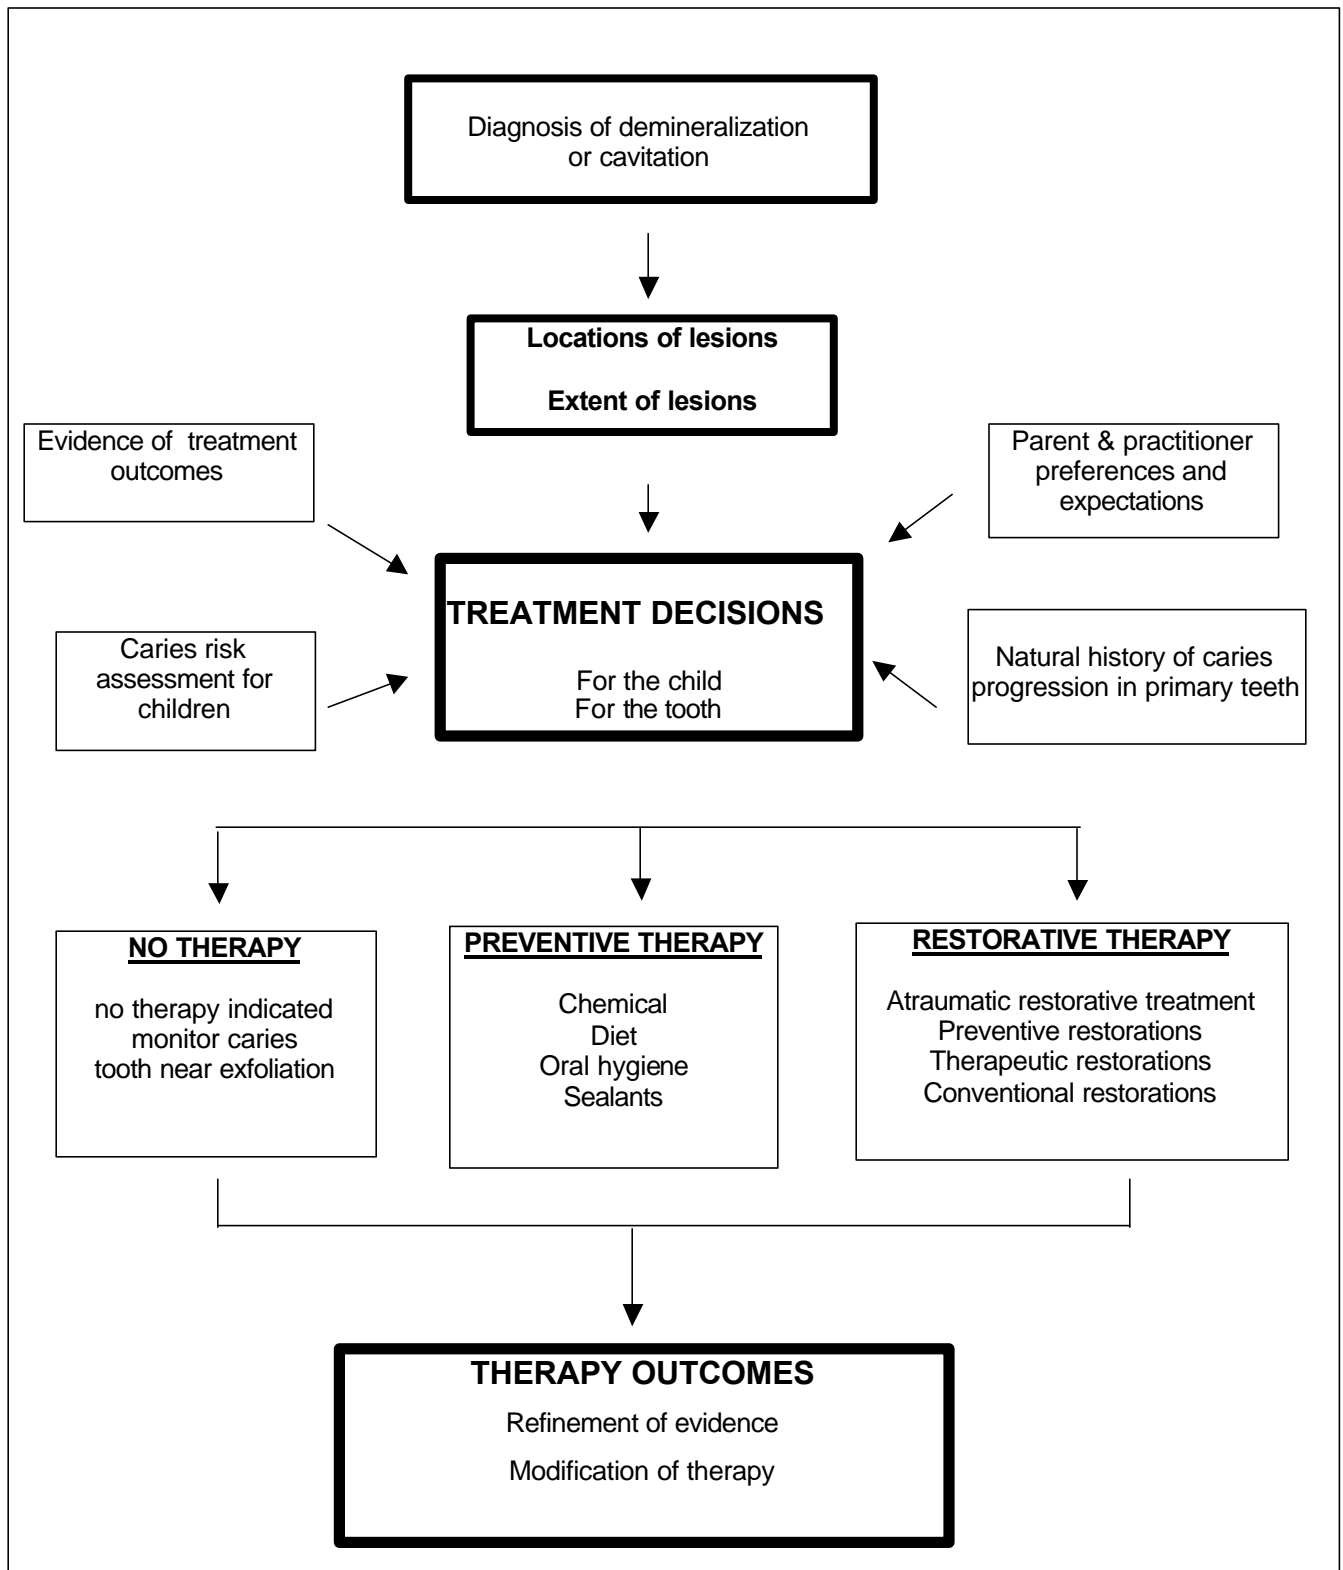 Diagnosis of demineralization
or cavitation
Locations of lesions
Extent of lesions
Evidence of treatment
outcomes
Parent & practitioner
preferences and
expectations
TREATMENT DECISIONS
For the child
For the tooth
Caries risk
assessment for
children
Natural history of caries
progression in primary teeth
NO THERAPY
no therapy indicated
monitor caries
tooth near exfoliation
PREVENTIVE THERAPY
Chemical
Diet
Oral hygiene
Sealants
RESTORATIVE THERAPY
Atraumatic restorative treatment
Preventive restorations
Therapeutic restorations
Conventional restorations
THERAPY OUTCOMES
Refinement of evidence
Modification of therapy